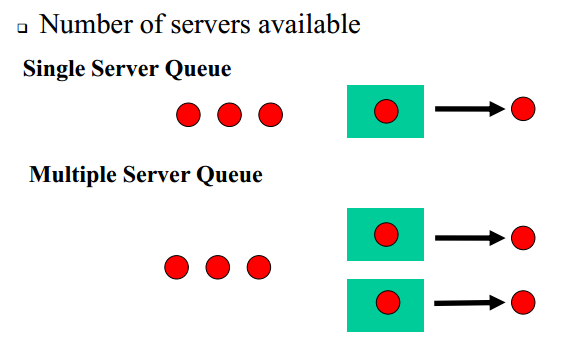 Number of servers available
Single Server Queue
Multiple Server Queue